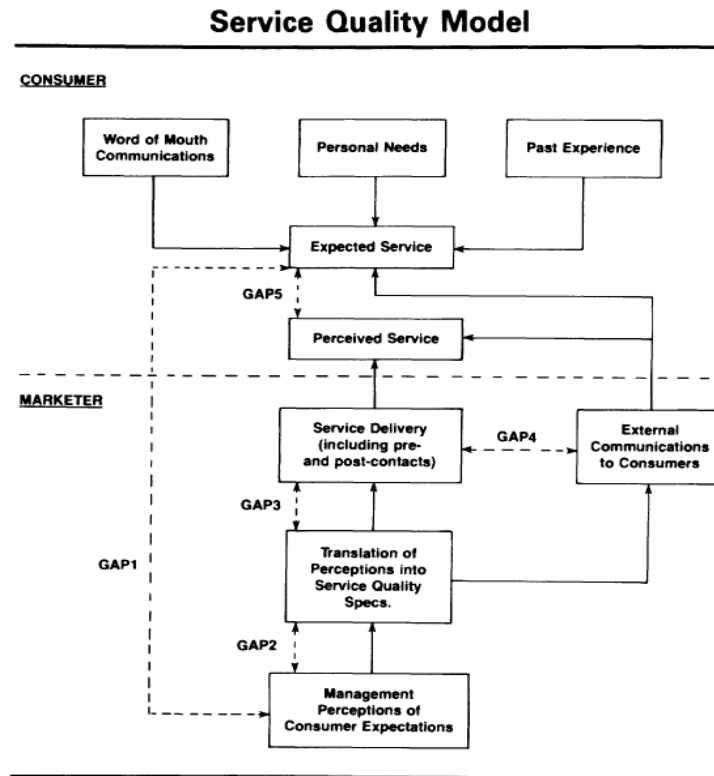 Service Quality Model
CONSUMER
Word of Mouth
Communications
Personal Needs
Past Experience
Expected Service
GAP5
Perceived Service
MARKETER
Service Delivery
(including pre-
and post-contacts)
GAP4
External
Communications
to Consumers
GAP3
Translation of
Perceptions into
Service Quality
Specs.
GAP1
GAP2
Management
Perceptions of
Consumer Expectations